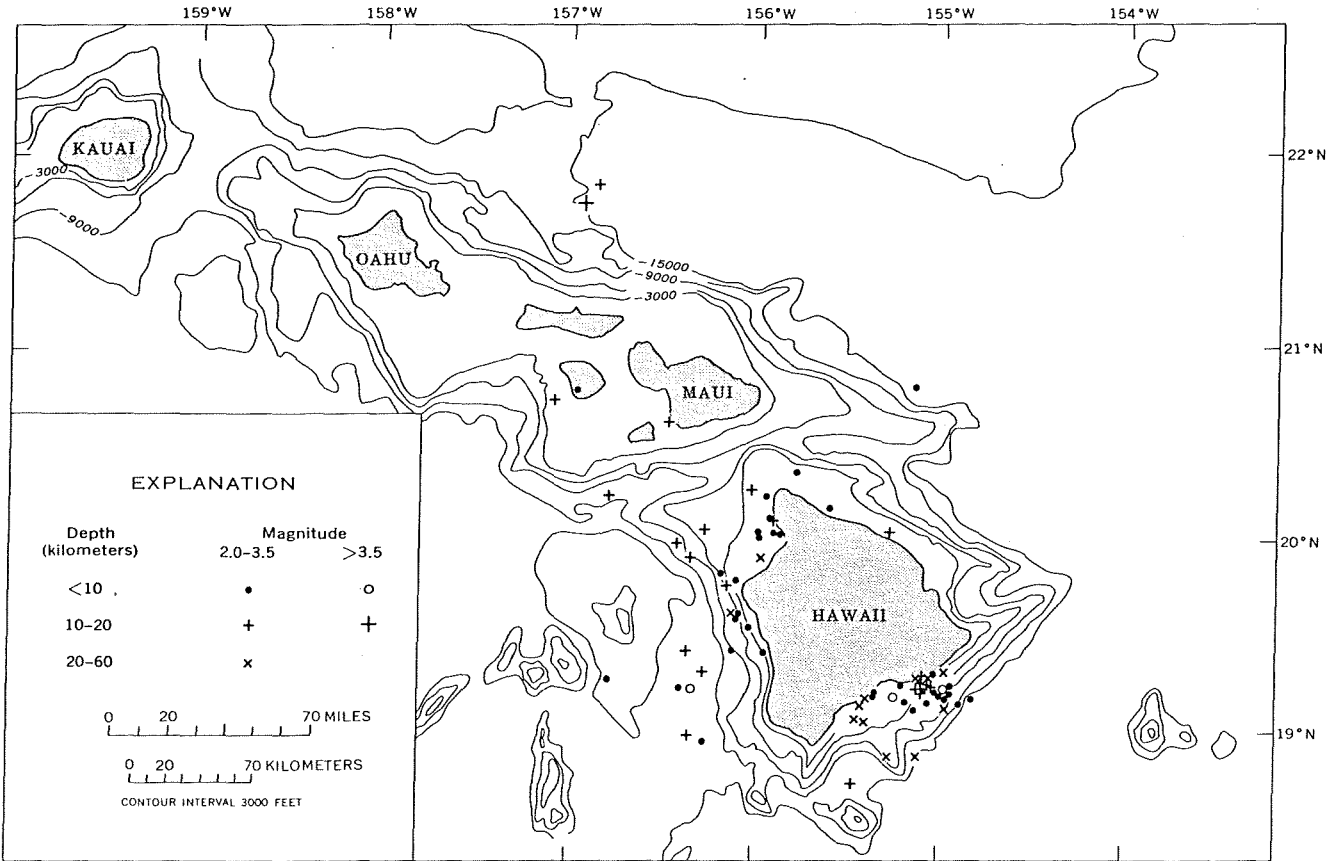 159°W 158°W 157°W 156°W 155°W 154°W
KAUAI
22°N
-3000
-9000
OAHU
-15000
-9000
-3000
21°N
MAUI
20°N
HAWAII
19°N
EXPLANATION
Depth Magnitude
(kilometers) 2.0-3.5 >3.5
<10
10-20
20-60
0 20 70 MILES
0 20 70 KILOMETERS
CONTOUR INTERVAL 3000 FEET